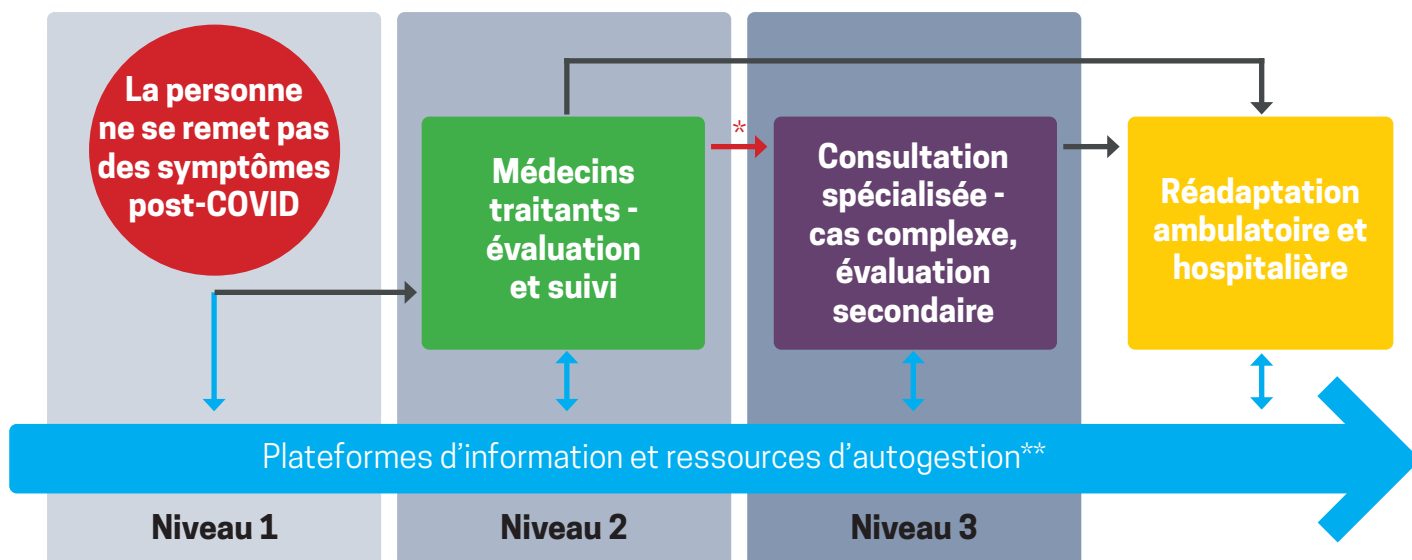 La personne
ne se remet pas
des symptômes
post-COVID
Médecins
traitants -
évaluation
et suivi
*
Consultation
spécialisée -
cas complexe,
évaluation
secondaire
Réadaptation
ambulatoire et
hospitalière
Plateformes d’information et ressources d’autogestion**
Niveau 1
Niveau 2
Niveau 3